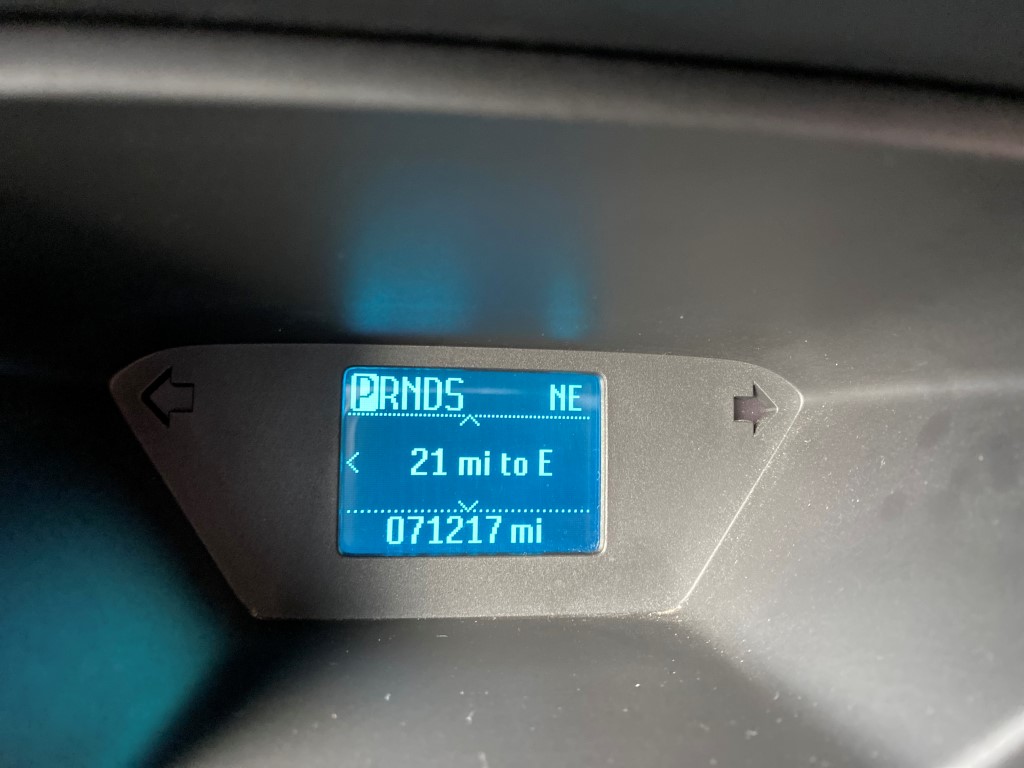 PRNDS NE
21 mi to E
071217 mi